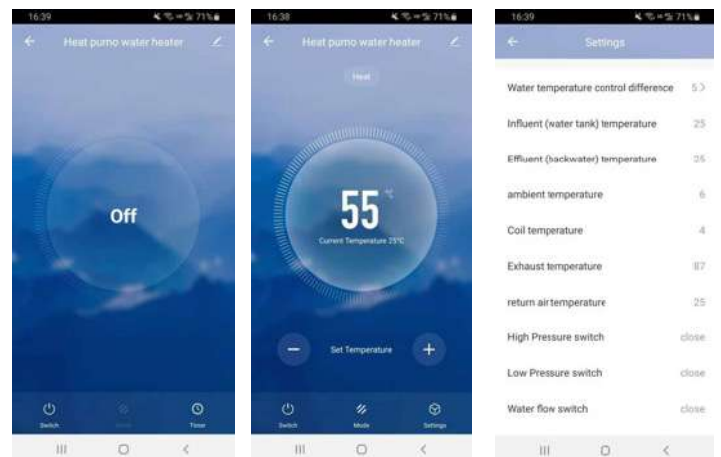 16:39 71%
Heat pumo water heater
Off
Switch
Timer
16:38 71%
Heat pumo water heater
Heat
55 °C
Current Temperature 25°C
− Set Temperature +
Switch Mode Settings
16:39 71%
Settings
Water temperature control difference 5 >
Influent (water tank) temperature 25
Effluent (backwater) temperature 25
ambient temperature 6
Coil temperature 4
Exhaust temperature 87
return air temperature 25
High Pressure switch close
Low Pressure switch close
Water flow switch close